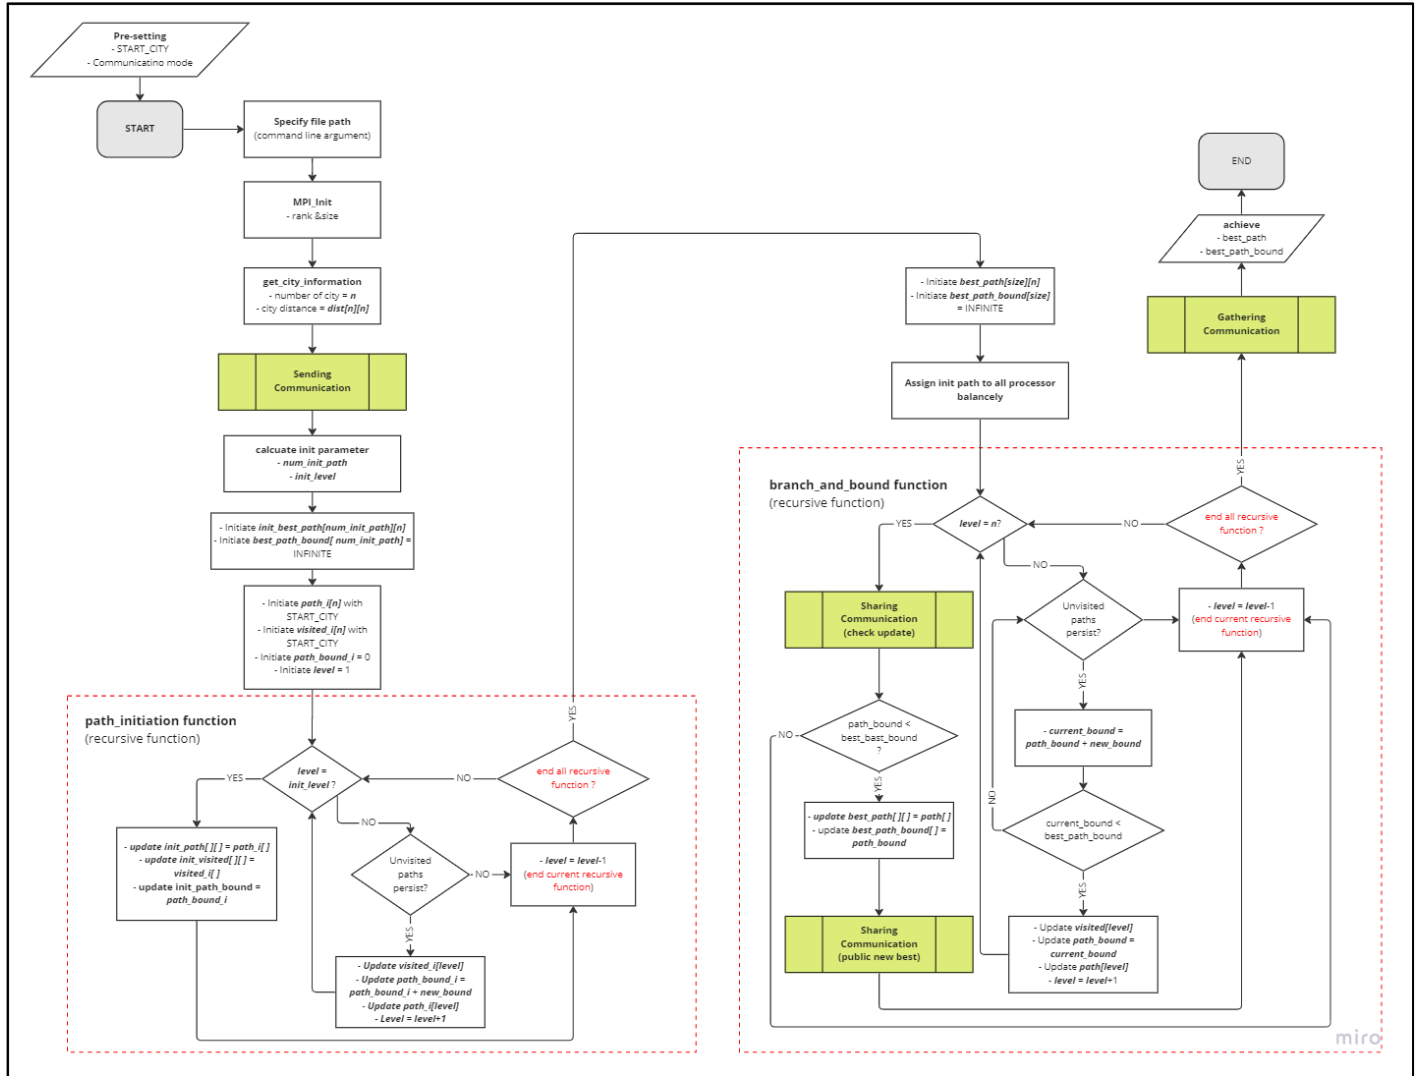 Pre-setting
- START_CITY
- Communicatino mode
START
Specify file path
(command line argument)
MPI_Init
- rank &size
get_city_information
- number of city = n
- city distance = dist[n][n]
Sending
Communication
calcuate init parameter
- num_init_path
- init_level
- Initiate init_best_path[num_init_path][n]
- Initiate best_path_bound[ num_init_path] =
INFINITE
- Initiate path_i[n] with
START_CITY
- Initiate visited_i[n] with
START_CITY
- Initiate path_bound_i = 0
- Initiate level = 1
path_initiation function
(recursive function)
level =
init_level ?
YES
NO
- update init_path[ ][ ] = path_i[ ]
- update init_visited[ ][ ] =
visited_i[ ]
- update init_path_bound =
path_bound_i
Unvisited
paths
persist?
NO
YES
- Update visited_i[level]
- Update path_bound_i =
path_bound_i + new_bound
- Update path_i[level]
- Level = level+1
- level = level-1
(end current recursive
function)
end all recursive
function ?
NO
YES
- Initiate best_path[size][n]
- Initiate best_path_bound[size]
= INFINITE
Assign init path to all processor
balancely
branch_and_bound function
(recursive function)
level = n?
YES
NO
Sharing
Communication
(check update)
path_bound <
best_bast_bound
?
NO
YES
- update best_path[ ][ ] = path[ ]
- update best_path_bound[ ] =
path_bound
Sharing
Communication
(public new best)
Unvisited
paths
persist?
YES
- current_bound =
path_bound + new_bound
current_bound <
best_path_bound
NO
YES
- Update visited[level]
- Update path_bound =
current_bound
- Update path[level]
- level = level+1
- level = level-1
(end current recursive
function)
end all recursive
function ?
NO
YES
Gathering
Communication
achieve
- best_path
- best_path_bound
END
miro